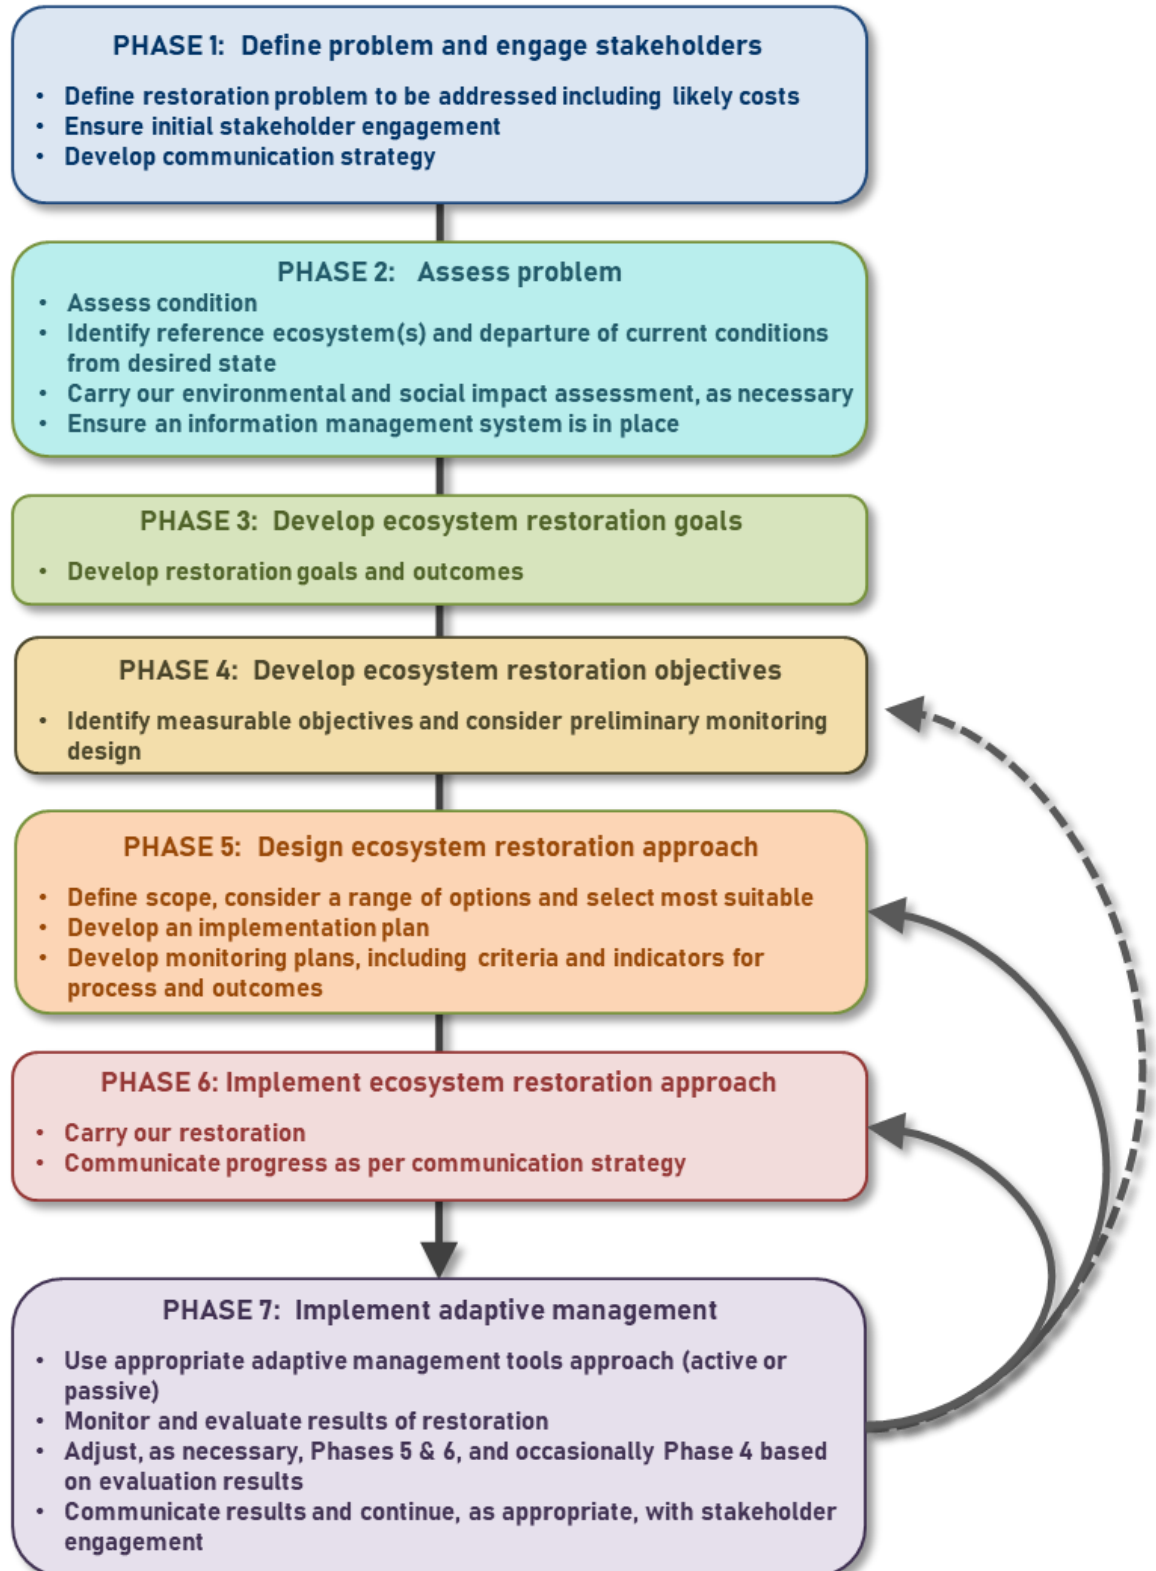 PHASE 1: Define problem and engage stakeholders
• Define restoration problem to be addressed including likely costs
• Ensure initial stakeholder engagement
• Develop communication strategy
PHASE 2: Assess problem
• Assess condition
• Identify reference ecosystem(s) and departure of current conditions
from desired state
• Carry our environmental and social impact assessment, as necessary
• Ensure an information management system is in place
PHASE 3: Develop ecosystem restoration goals
• Develop restoration goals and outcomes
PHASE 4: Develop ecosystem restoration objectives
• Identify measurable objectives and consider preliminary monitoring
design
PHASE 5: Design ecosystem restoration approach
• Define scope, consider a range of options and select most suitable
• Develop an implementation plan
• Develop monitoring plans, including criteria and indicators for
process and outcomes
PHASE 6: Implement ecosystem restoration approach
• Carry our restoration
• Communicate progress as per communication strategy
PHASE 7: Implement adaptive management
• Use appropriate adaptive management tools approach (active or
passive)
• Monitor and evaluate results of restoration
• Adjust, as necessary, Phases 5 & 6, and occasionally Phase 4 based
on evaluation results
• Communicate results and continue, as appropriate, with stakeholder
engagement